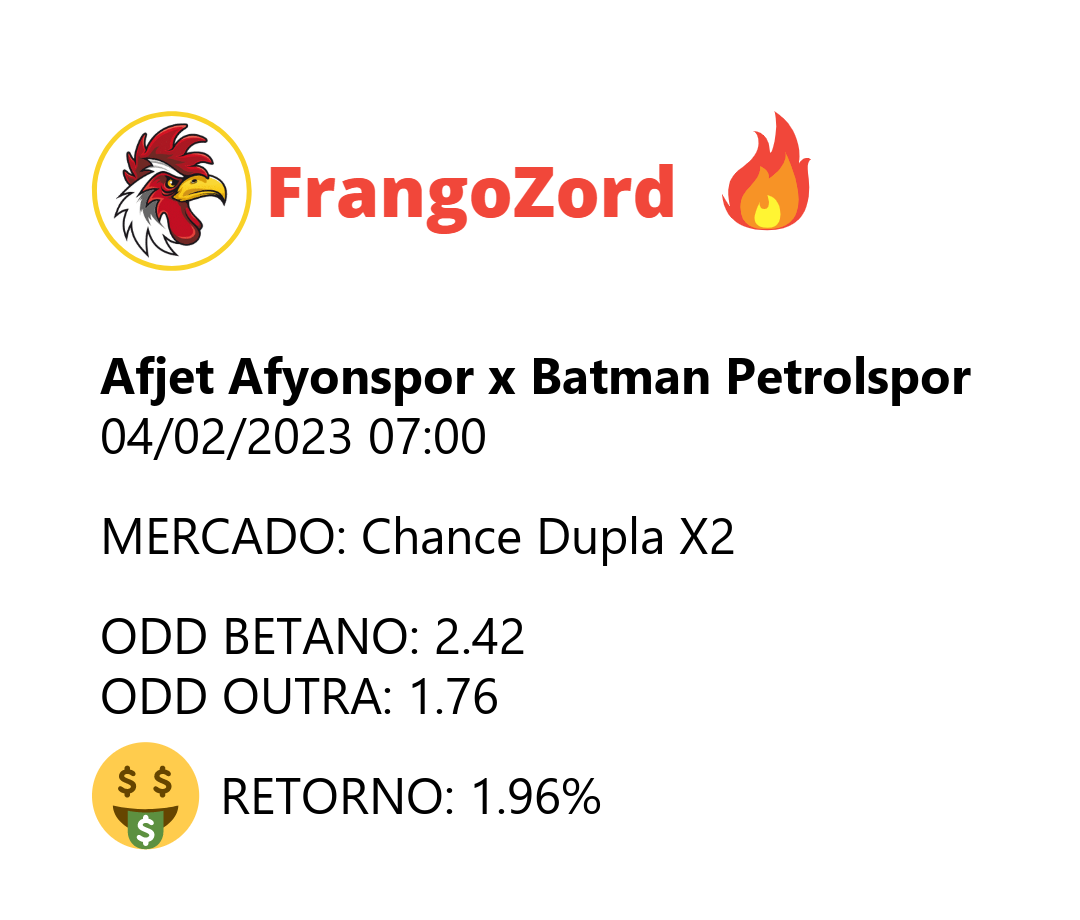 FrangoZord
Afjet Afyonspor x Batman Petrolspor
04/02/2023 07:00
MERCADO: Chance Dupla X2
ODD BETANO: 2.42
ODD OUTRA: 1.76
$ $
$
RETORNO: 1.96%